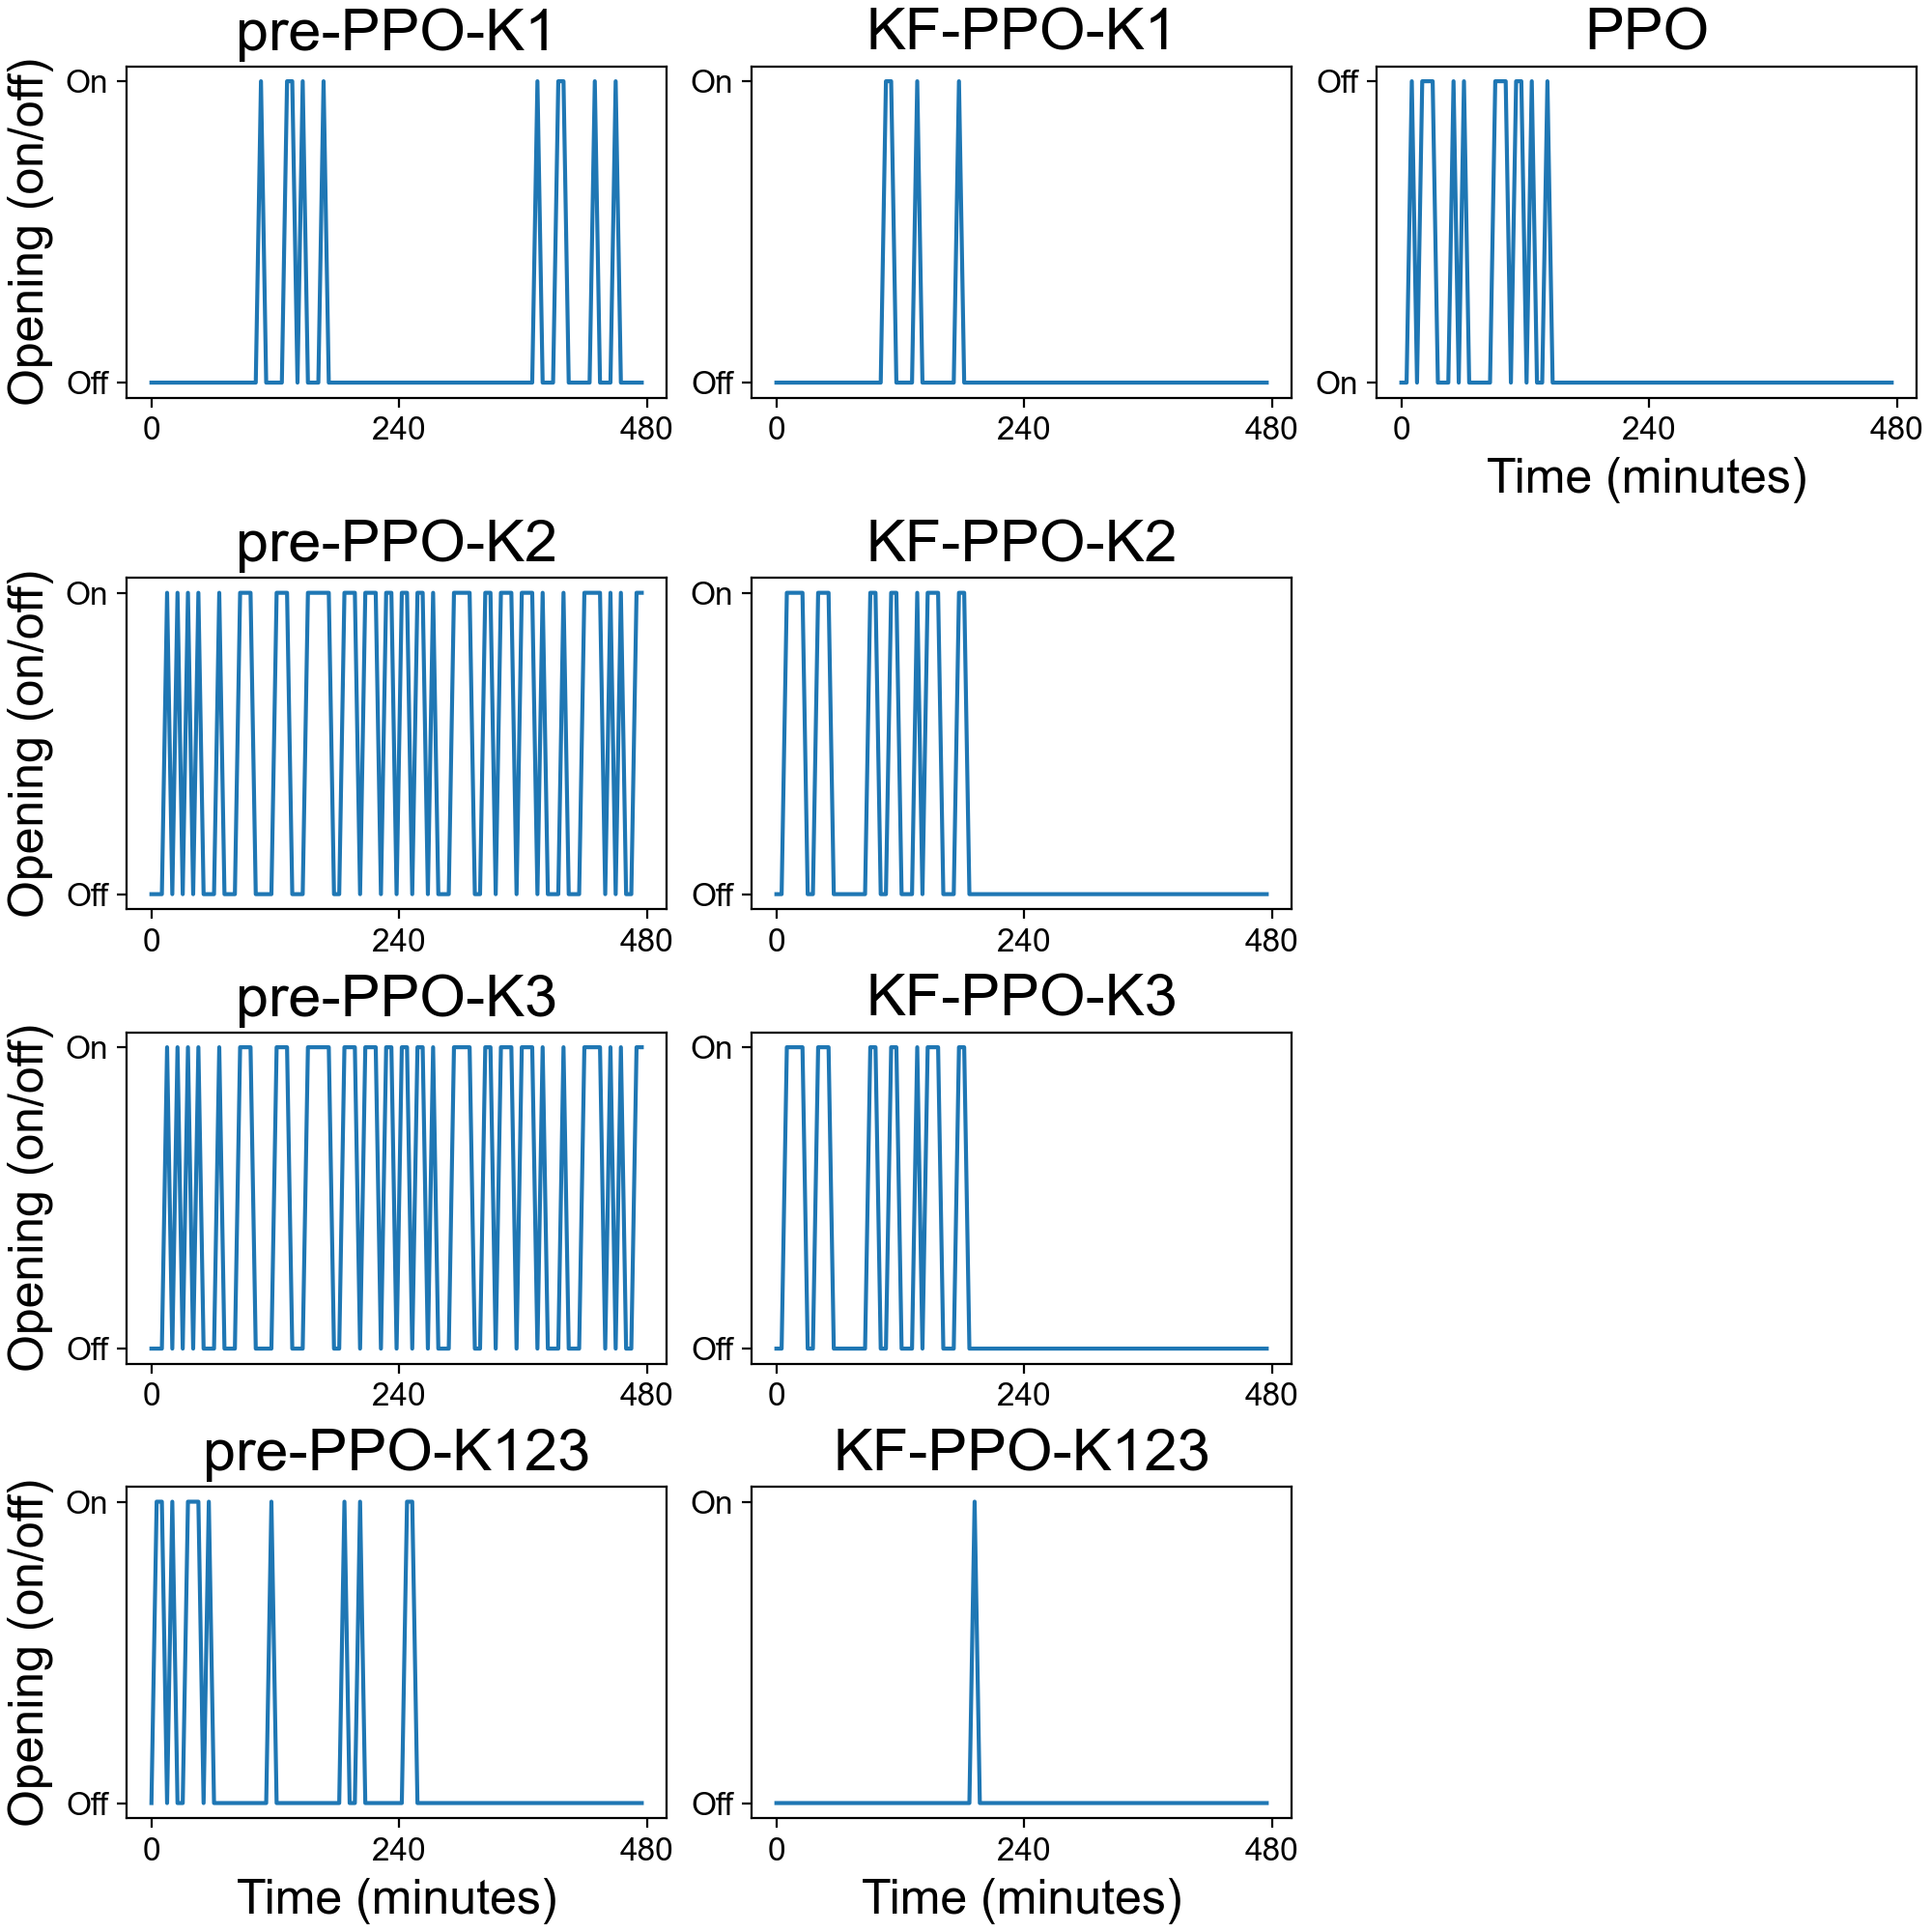 pre-PPO-K1
KF-PPO-K1
PPO
Opening (on/off)
On
Off
0
240
480
On
Off
0
240
480
Off
On
0
240
480
Time (minutes)
pre-PPO-K2
KF-PPO-K2
Opening (on/off)
On
Off
0
240
480
On
Off
0
240
480
pre-PPO-K3
KF-PPO-K3
Opening (on/off)
On
Off
0
240
480
On
Off
0
240
480
pre-PPO-K123
KF-PPO-K123
Opening (on/off)
On
Off
0
240
480
Time (minutes)
On
Off
0
240
480
Time (minutes)